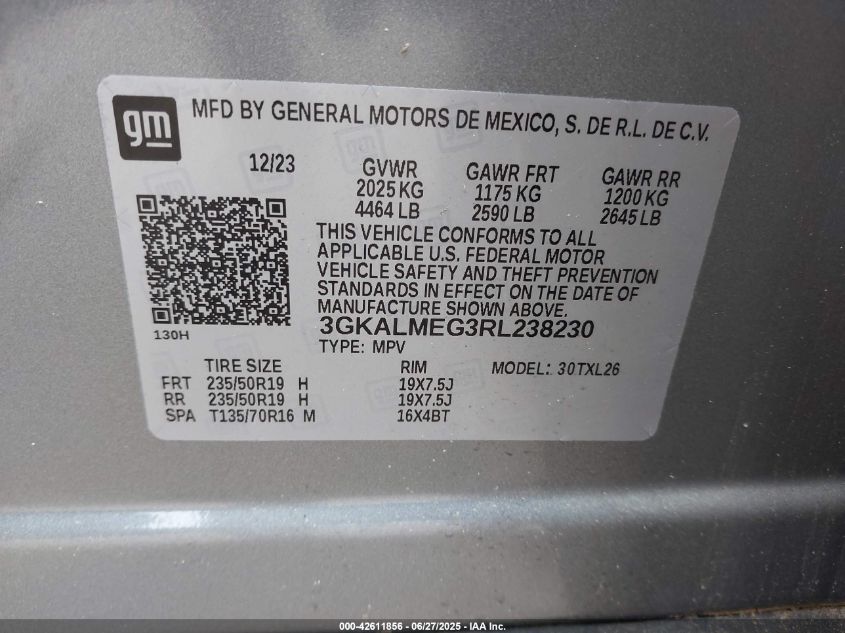 gm
MFD BY GENERAL MOTORS DE MEXICO, S. DE R.L. DE C.V.
12/23 GVWR GAWR FRT GAWR RR
2025 KG 1175 KG 1200 KG
4464 LB 2590 LB 2645 LB
THIS VEHICLE CONFORMS TO ALL
APPLICABLE U.S. FEDERAL MOTOR
VEHICLE SAFETY AND THEFT PREVENTION
STANDARDS IN EFFECT ON THE DATE OF
MANUFACTURE SHOWN ABOVE.
3GKALMEG3RL238230
130H
TYPE: MPV
TIRE SIZE RIM MODEL: 30TXL26
FRT 235/50R19 H 19X7.5J
RR 235/50R19 H 19X7.5J
SPA T135/70R16 M 16X4BT
000-42611856 - 06/27/2025 - IAA Inc.